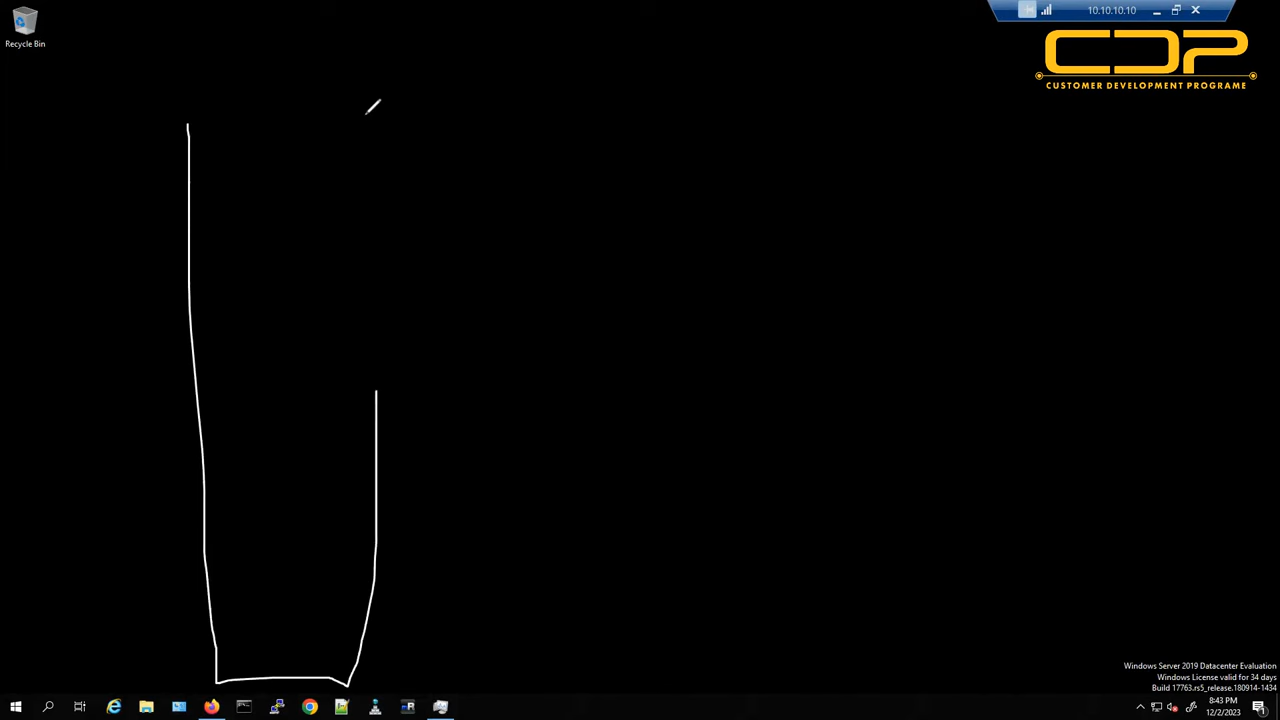 10.10.10.10
Recycle Bin
CDP
CUSTOMER DEVELOPMENT PROGRAME
Windows Server 2019 Datacenter Evaluation
Windows License valid for 34 days
Build 17763.rs5_release.180914-1434
8:43 PM
12/2/2023